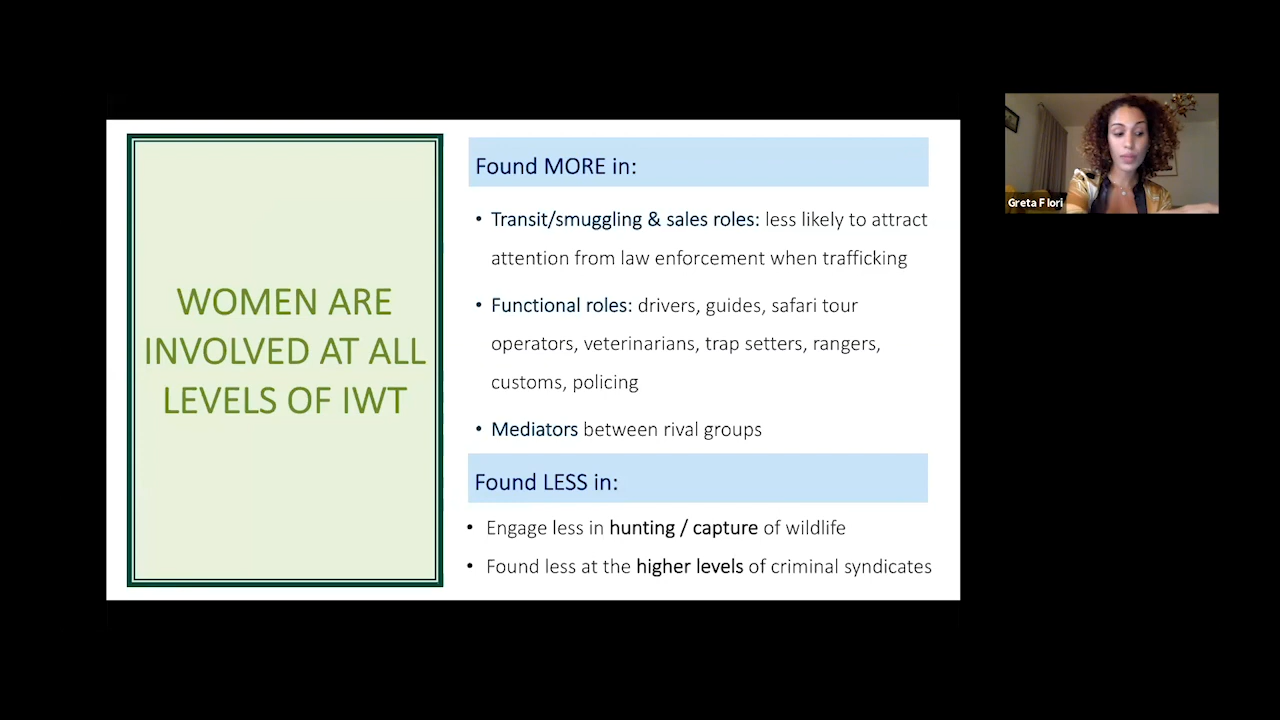 WOMEN ARE
INVOLVED AT ALL
LEVELS OF IWT
Found MORE in:
• Transit/smuggling & sales roles: less likely to attract
attention from law enforcement when trafficking
• Functional roles: drivers, guides, safari tour
operators, veterinarians, trap setters, rangers,
customs, policing
• Mediators between rival groups
Found LESS in:
• Engage less in hunting / capture of wildlife
• Found less at the higher levels of criminal syndicates
Greta F Iori